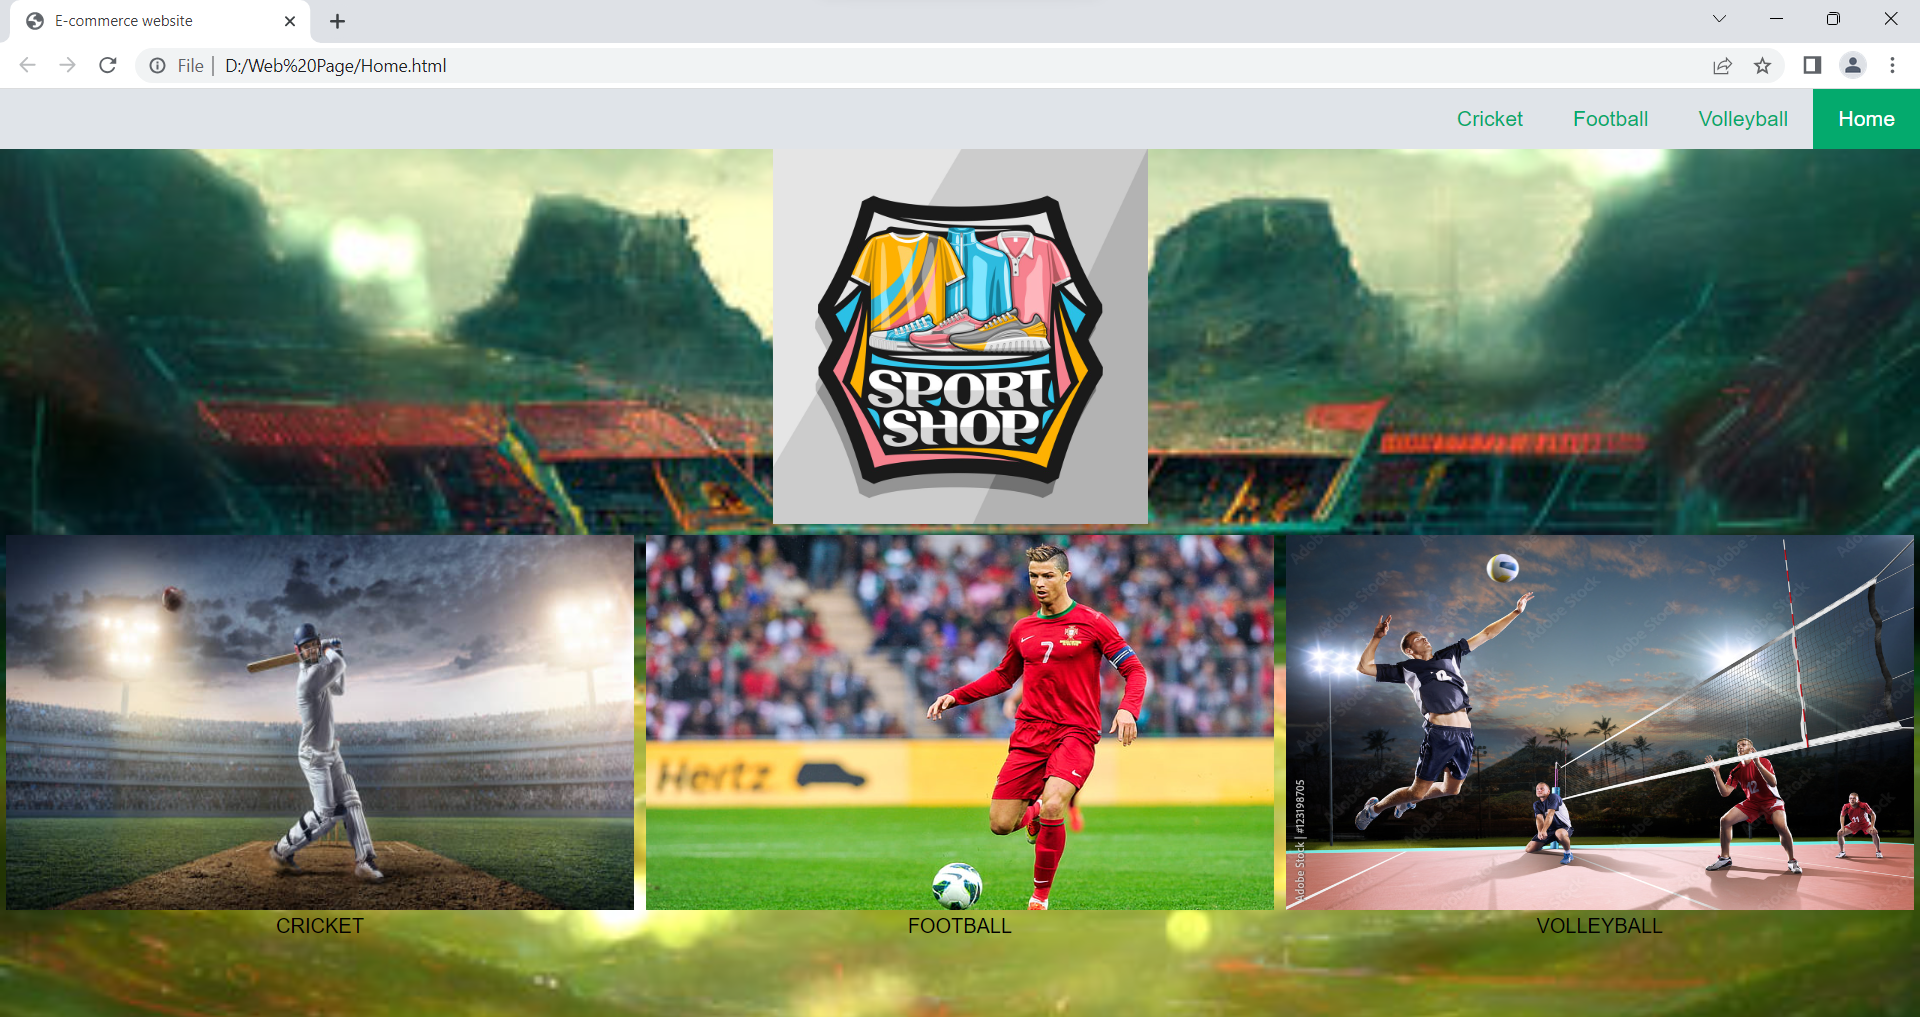 E-commerce website
File | D:/Web%20Page/Home.html
Cricket Football Volleyball Home
SPORT
SHOP
7
Hertz
Adobe Stock | #123198705
12
CRICKET FOOTBALL VOLLEYBALL